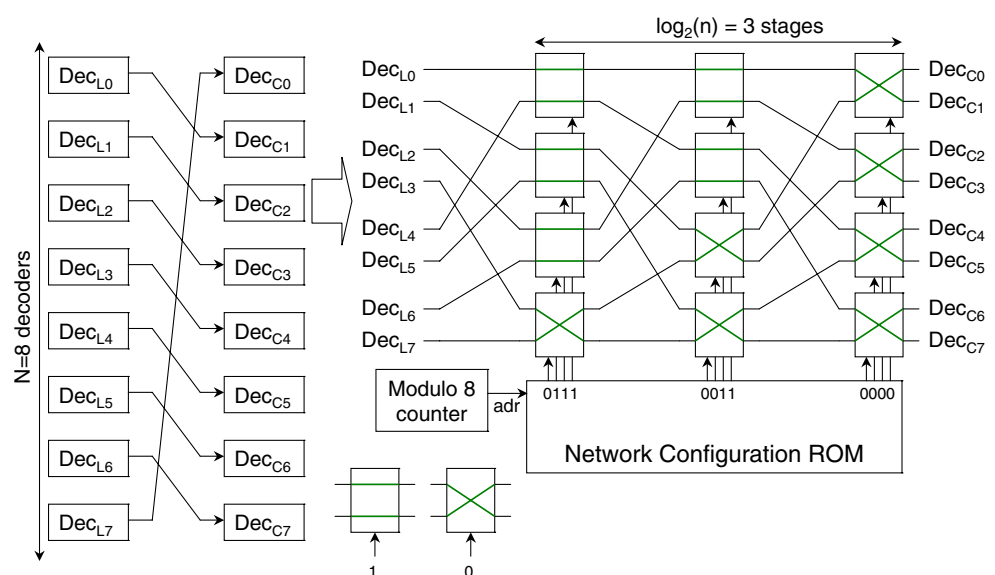 log2(n) = 3 stages
N=8 decoders
DecL0
DecL1
DecL2
DecL3
DecL4
DecL5
DecL6
DecL7
DecC0
DecC1
DecC2
DecC3
DecC4
DecC5
DecC6
DecC7
DecL0
DecL1
DecL2
DecL3
DecL4
DecL5
DecL6
DecL7
DecC0
DecC1
DecC2
DecC3
DecC4
DecC5
DecC6
DecC7
Modulo 8
counter
adr
0111
0011
0000
Network Configuration ROM
1
0